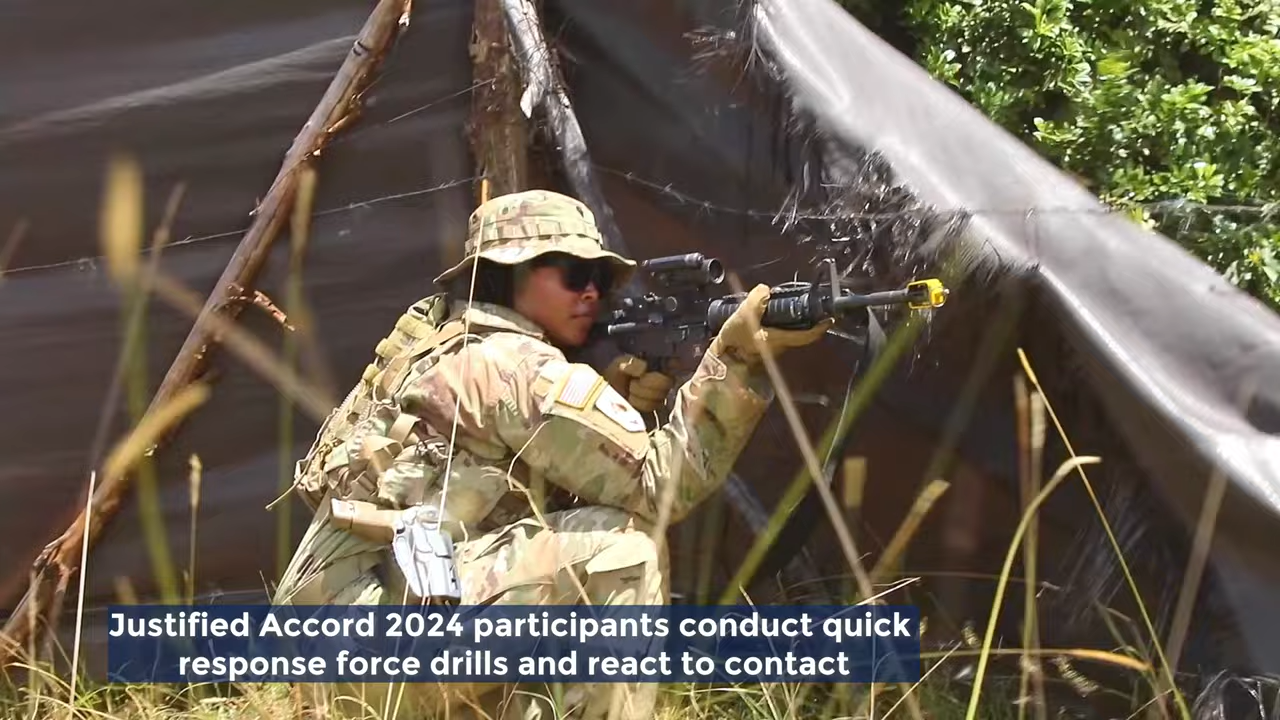 Justified Accord 2024 participants conduct quick
response force drills and react to contact